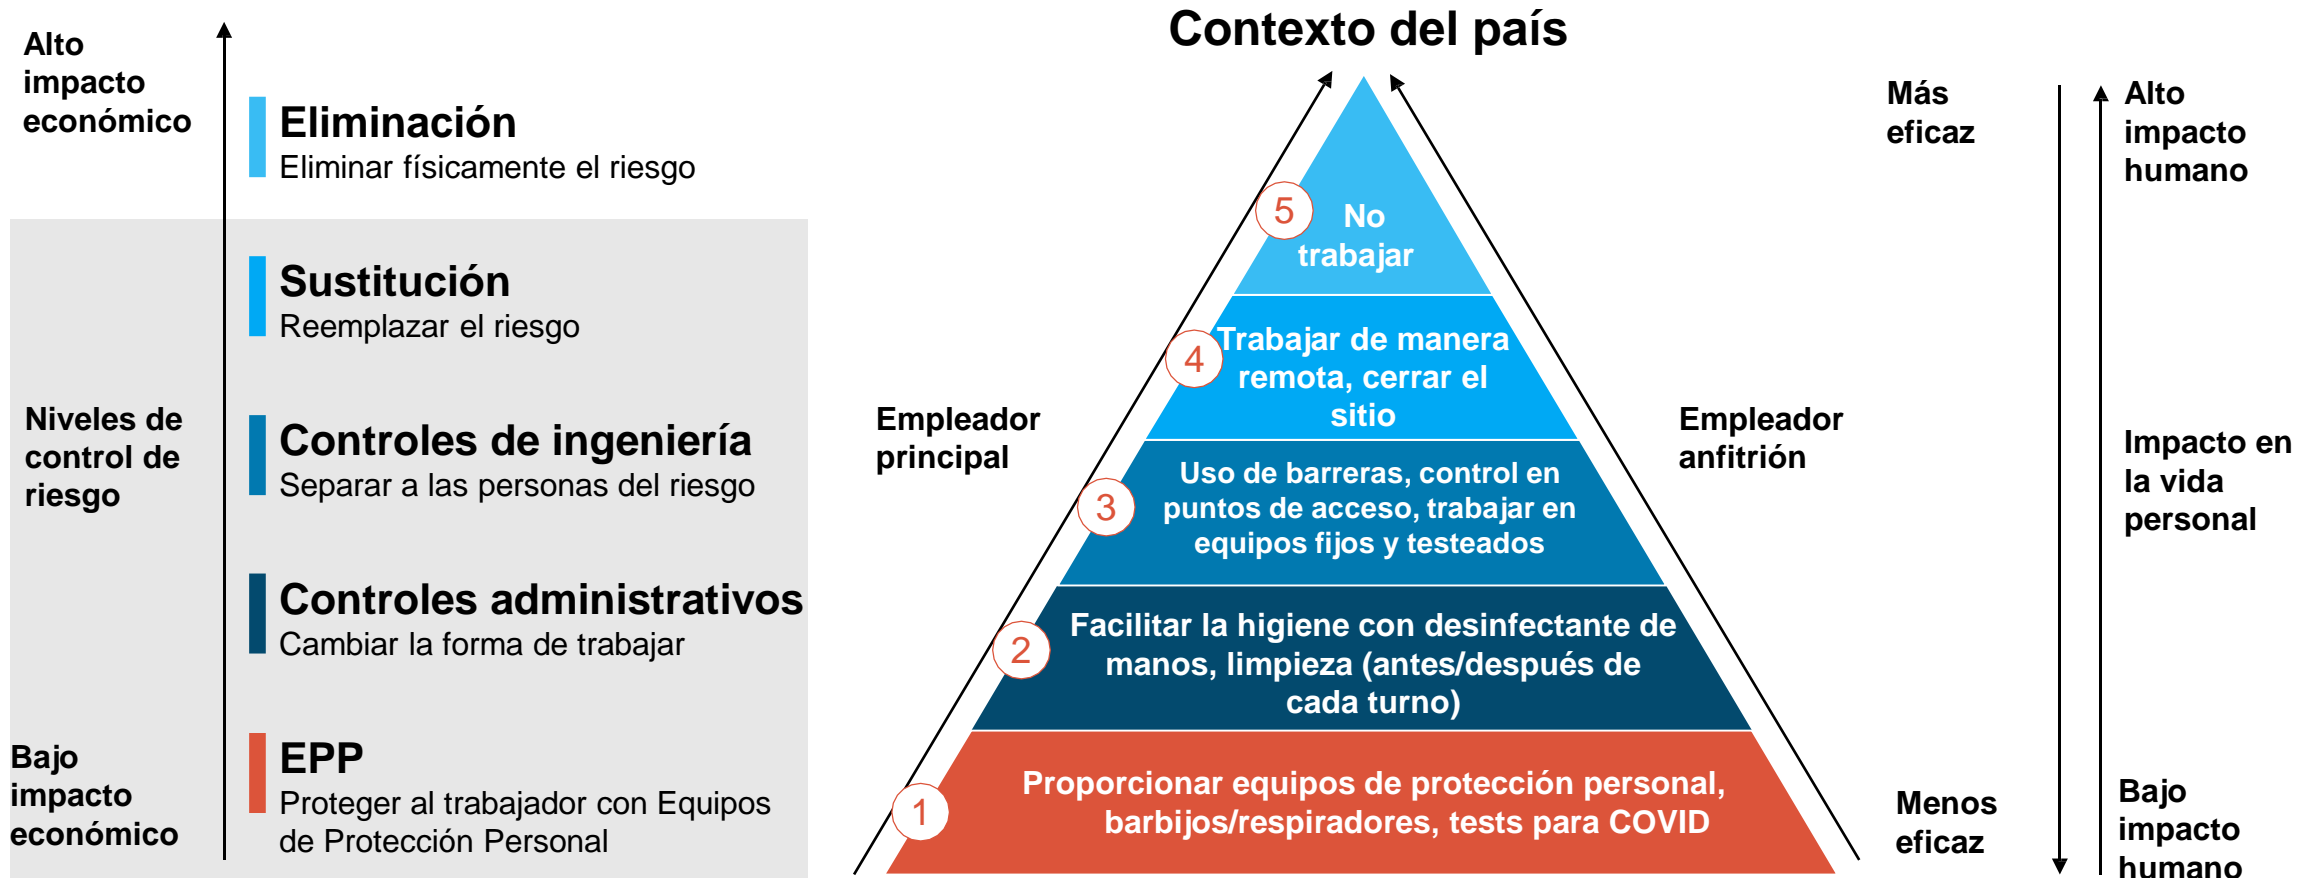 Contexto del país
Alto
impacto
económico
Eliminación
Eliminar físicamente el riesgo
Sustitución
Reemplazar el riesgo
Niveles de
control de
riesgo
Controles de ingeniería
Separar a las personas del riesgo
Controles administrativos
Cambiar la forma de trabajar
Bajo
impacto
económico
EPP
Proteger al trabajador con Equipos
de Protección Personal
Empleador
principal
5
No
trabajar
4
Trabajar de manera
remota, cerrar el
sitio
3
Uso de barreras, control en
puntos de acceso, trabajar en
equipos fijos y testeados
2
Facilitar la higiene con desinfectante de
manos, limpieza (antes/después de
cada turno)
1
Proporcionar equipos de protección personal,
barbijos/respiradores, tests para COVID
Empleador
anfitrión
Más
eficaz
Menos
eficaz
Alto
impacto
humano
Impacto en
la vida
personal
Bajo
impacto
humano